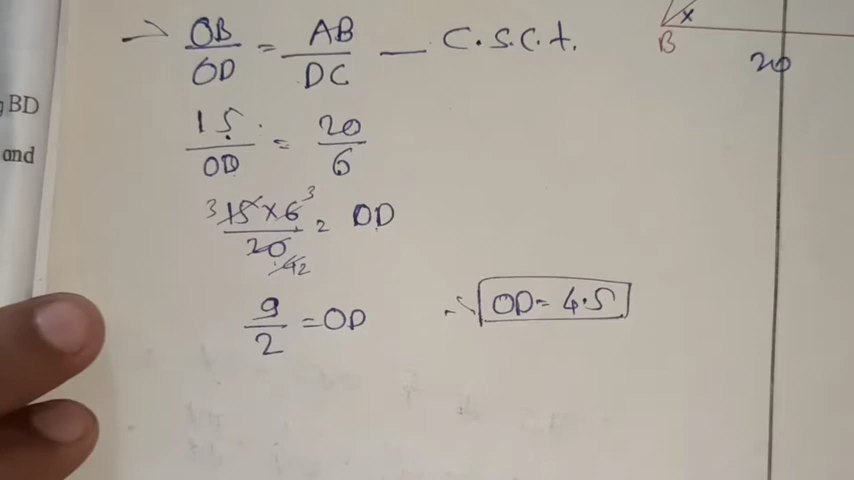 BD
and
→ OB/OD = AB/DC — C.S.C.t.
15/OD = 20/6
3 15×6 3/20 4 2 = OD
9/2 = OD ∴ OD = 4.5
x
B
20